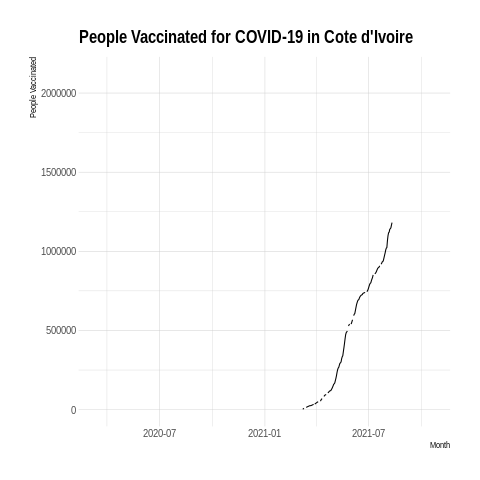 People Vaccinated for COVID-19 in Cote d'Ivoire
People Vaccinated
2000000
1500000
1000000
500000
0
2020-07 2021-01 2021-07
Month